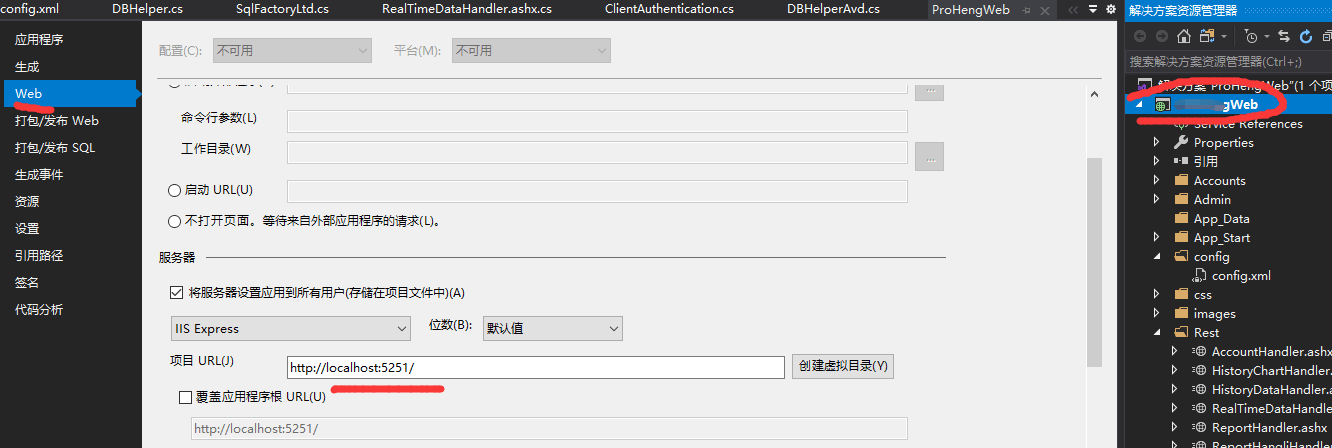 config.xml DBHelper.cs SqlFactoryLtd.cs RealTimeDataHandler.ashx.cs ClientAuthentication.cs DBHelperAvd.cs ProHengWeb
应用程序
生成
Web
打包/发布 Web
打包/发布 SQL
生成事件
资源
设置
引用路径
签名
代码分析
配置(C): 不可用 平台(M): 不可用
...
命令行参数(L)
工作目录(W) ...
启动 URL(U)
不打开页面。等待来自外部应用程序的请求(L)。
服务器
将服务器设置应用到所有用户(存储在项目文件中)(A)
IIS Express 位数(B): 默认值
项目 URL(J) http://localhost:5251/ 创建虚拟目录(Y)
覆盖应用程序根 URL(U)
http://localhost:5251/
解决方案资源管理器
搜索解决方案资源管理器(Ctrl+;)
解决方案"ProHengWeb"(1 个项
gWeb
Service References
Properties
引用
Accounts
Admin
App_Data
App_Start
config
config.xml
css
images
Rest
AccountHandler.ashx
HistoryChartHandler.
HistoryDataHandler.a
RealTimeDataHandler
ReportHandler.ashx
ReportHangliHandler